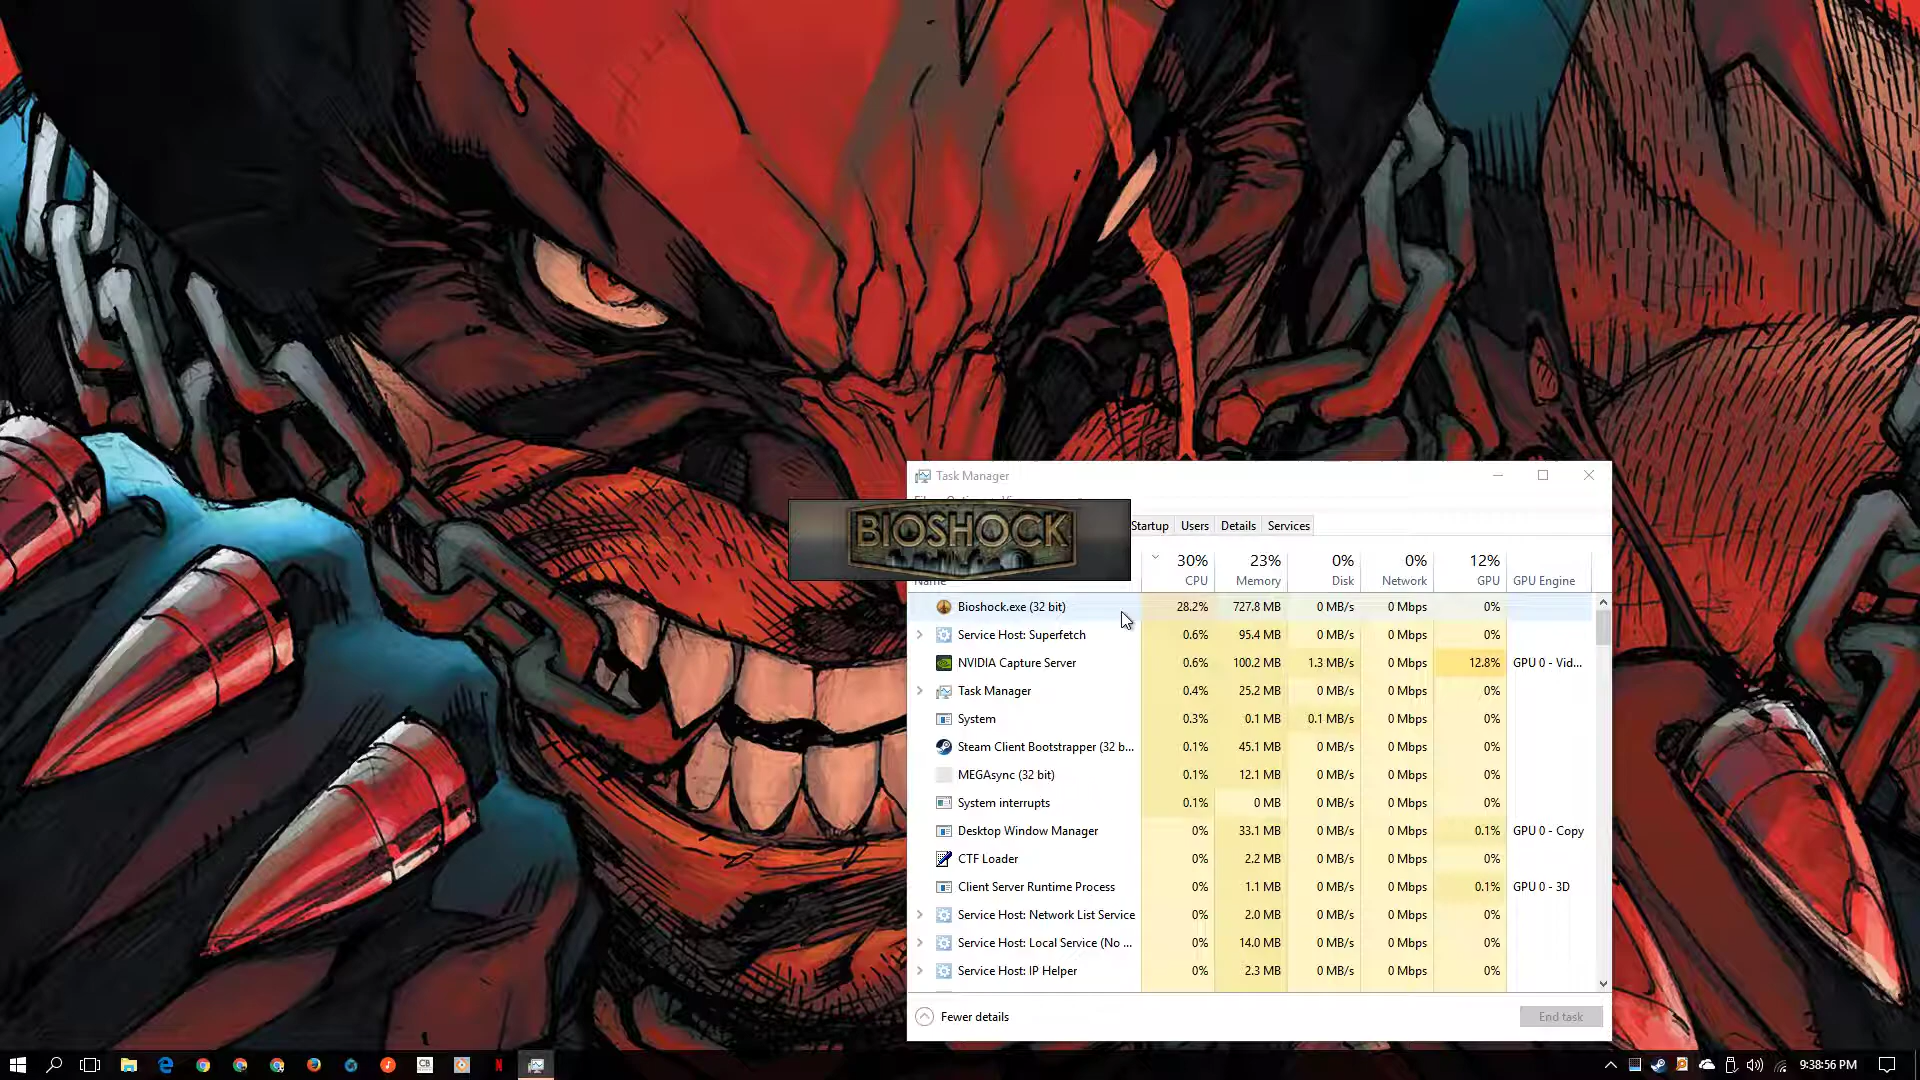 Task Manager
BIOSHOCK
Startup Users Details Services
30% 23% 0% 0% 12%
Name CPU Memory Disk Network GPU GPU Engine
Bioshock.exe (32 bit) 28.2% 727.8 MB 0 MB/s 0 Mbps 0%
Service Host: Superfetch 0.6% 95.4 MB 0 MB/s 0 Mbps 0%
NVIDIA Capture Server 0.6% 100.2 MB 1.3 MB/s 0 Mbps 12.8% GPU 0 - Vid...
Task Manager 0.4% 25.2 MB 0 MB/s 0 Mbps 0%
System 0.3% 0.1 MB 0.1 MB/s 0 Mbps 0%
Steam Client Bootstrapper (32 b... 0.1% 45.1 MB 0 MB/s 0 Mbps 0%
MEGAsync (32 bit) 0.1% 12.1 MB 0 MB/s 0 Mbps 0%
System interrupts 0.1% 0 MB 0 MB/s 0 Mbps 0%
Desktop Window Manager 0% 33.1 MB 0 MB/s 0 Mbps 0.1% GPU 0 - Copy
CTF Loader 0% 2.2 MB 0 MB/s 0 Mbps 0%
Client Server Runtime Process 0% 1.1 MB 0 MB/s 0 Mbps 0.1% GPU 0 - 3D
Service Host: Network List Service 0% 2.0 MB 0 MB/s 0 Mbps 0%
Service Host: Local Service (No ... 0% 14.0 MB 0 MB/s 0 Mbps 0%
Service Host: IP Helper 0% 2.3 MB 0 MB/s 0 Mbps 0%
Fewer details End task
CB N 9:38:56 PM